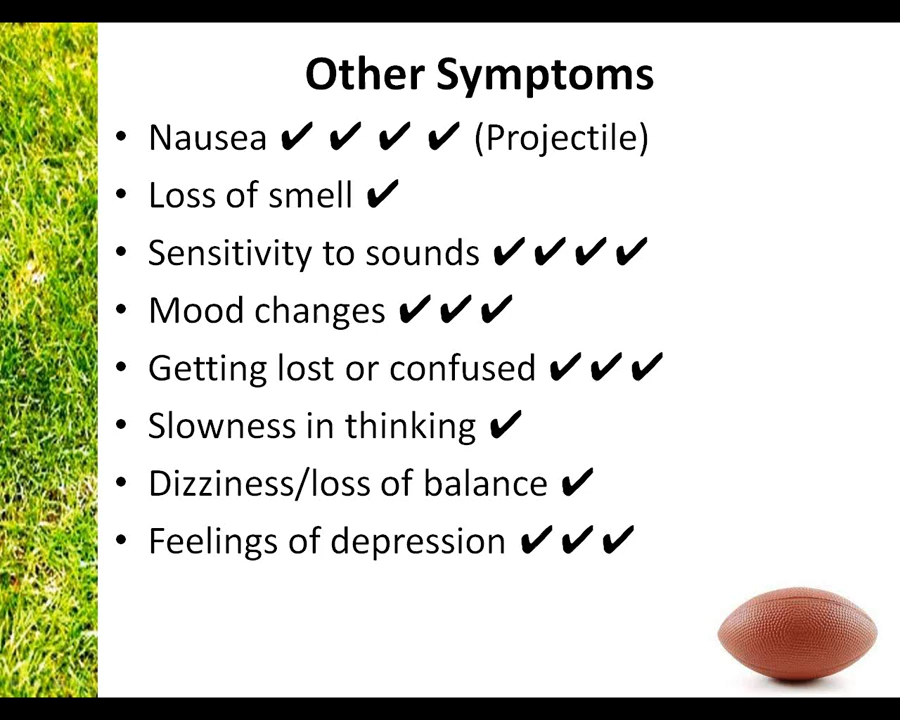 Other Symptoms
• Nausea ✔ ✔ ✔ ✔ (Projectile)
• Loss of smell ✔
• Sensitivity to sounds ✔✔✔✔
• Mood changes ✔✔✔
• Getting lost or confused ✔✔✔
• Slowness in thinking ✔
• Dizziness/loss of balance ✔
• Feelings of depression ✔✔✔